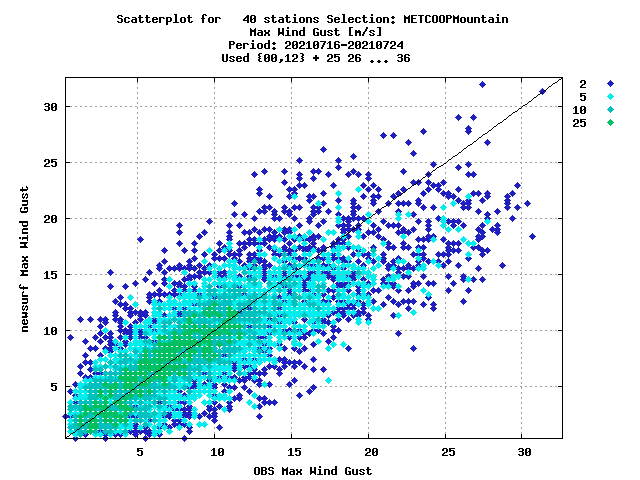 Scatterplot for   40 stations Selection: METCOOPMountain
Max Wind Gust [m/s]
Period: 20210716-20210724
Used {00,12} + 25 26 ... 36
2
5
10
25
newsurf Max Wind Gust
30
25
20
15
10
5
5 10 15 20 25 30
OBS Max Wind Gust